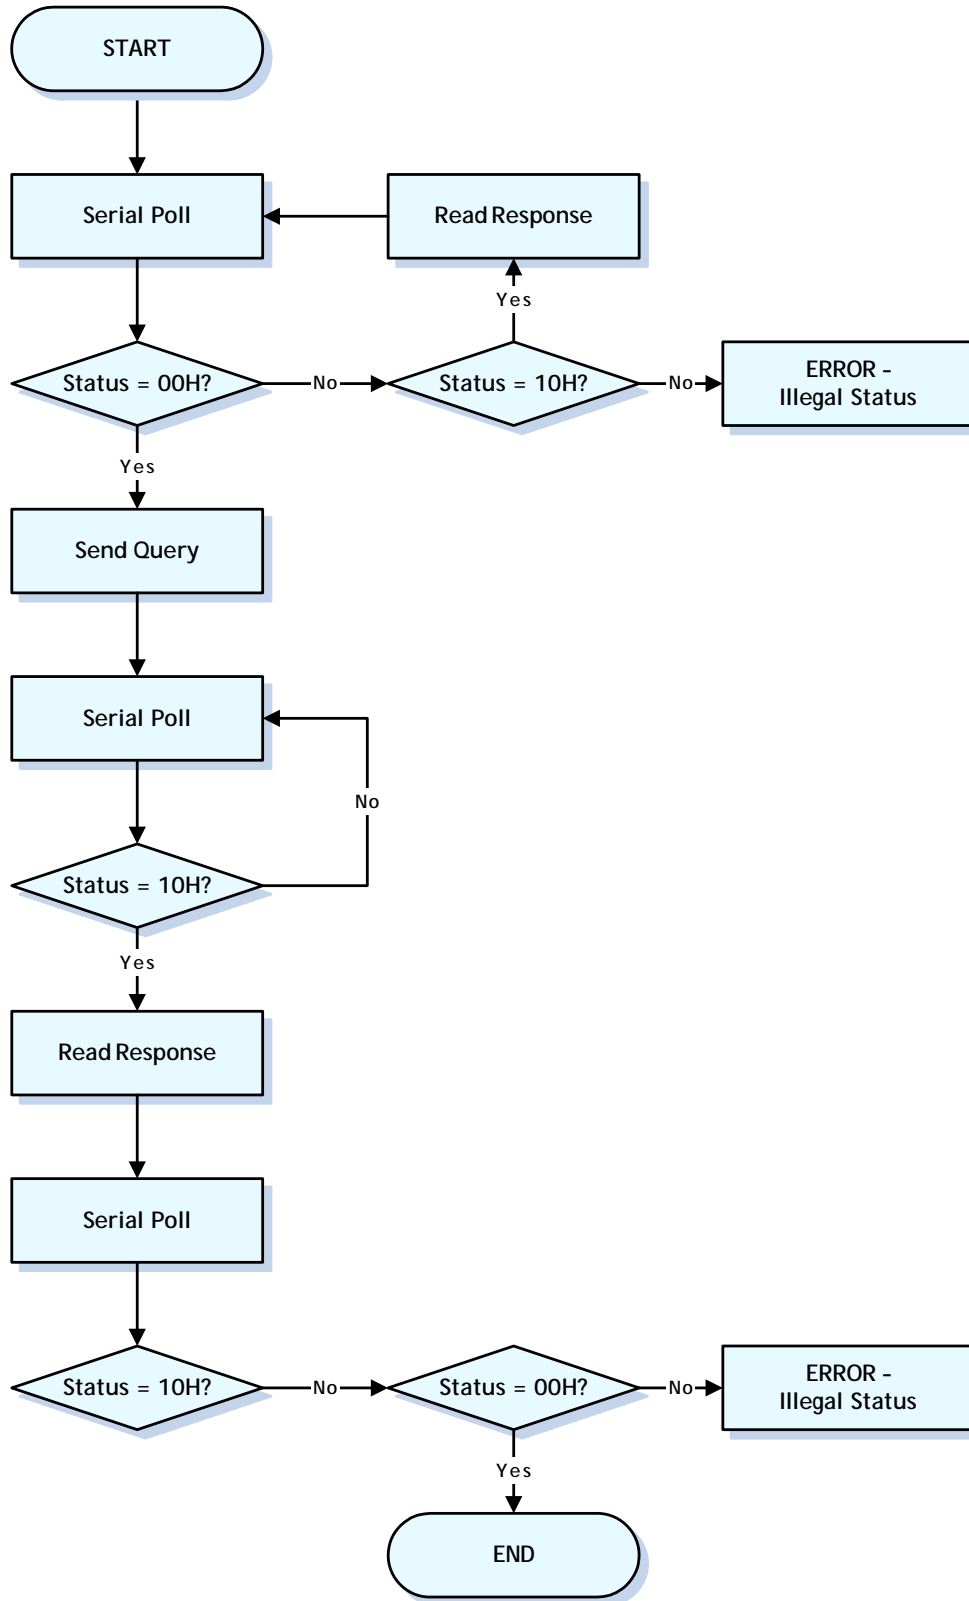 START
Serial Poll
Read Response
Yes
Status = 00H?
No
Status = 10H?
No
ERROR -
Illegal Status
Yes
Send Query
Serial Poll
No
Status = 10H?
Yes
Read Response
Serial Poll
Status = 10H?
No
Status = 00H?
No
ERROR -
Illegal Status
Yes
END